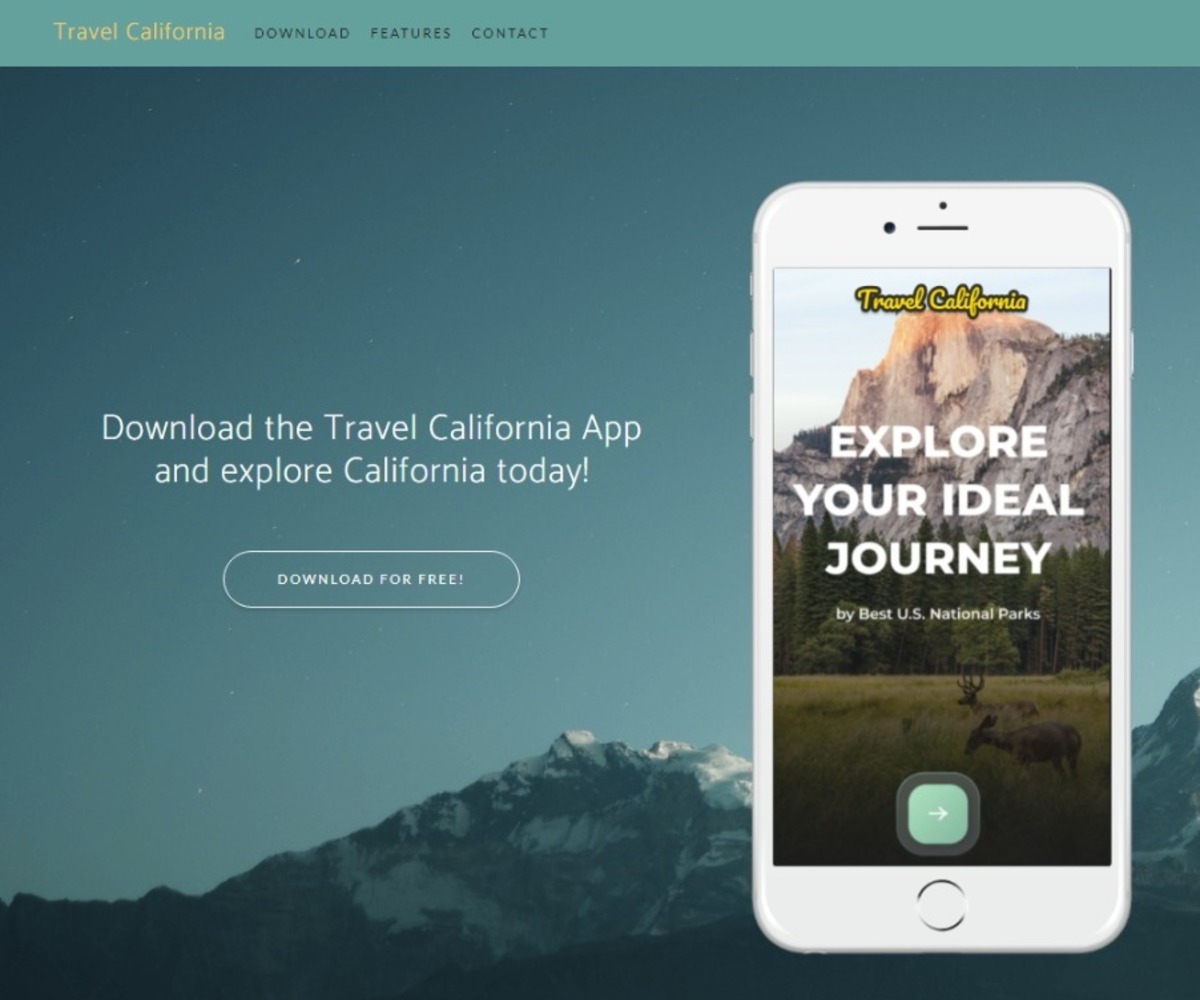 Travel California
DOWNLOAD FEATURES CONTACT
Download the Travel California App
and explore California today!
DOWNLOAD FOR FREE!
Travel California
EXPLORE
YOUR IDEAL
JOURNEY
by Best U.S. National Parks